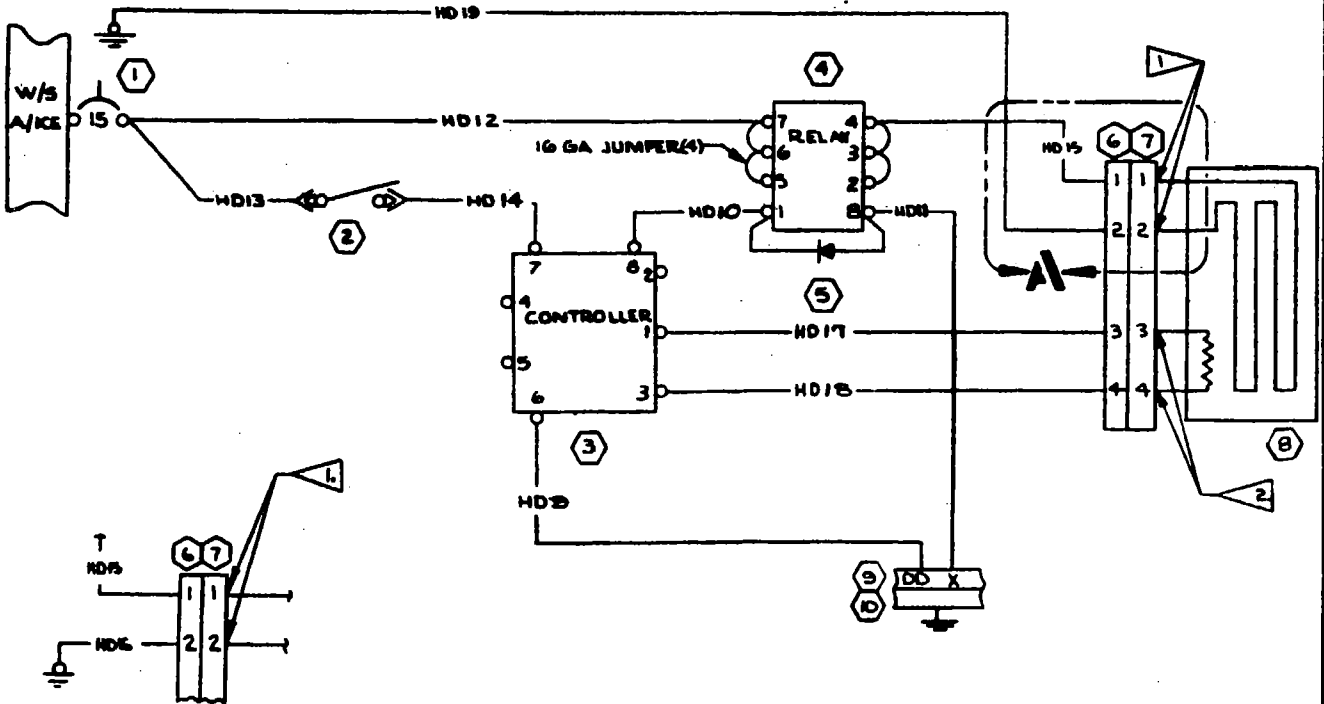 HD19
1
W/S
A/ICE
15
HD12
16 GA JUMPER(4)
4
7
6
5
1
RELAY
4
3
2
8
HD15
1
6 7
1 1
2 2
3 3
4 4
HD13
2
HD14
HD10
HD11
5
A
7
8
2
4
CONTROLLER
1
5
6
3
HD17
HD18
3
8
2
1.
HD15
6 7
1 1
2 2
HD16
9
10
DD X